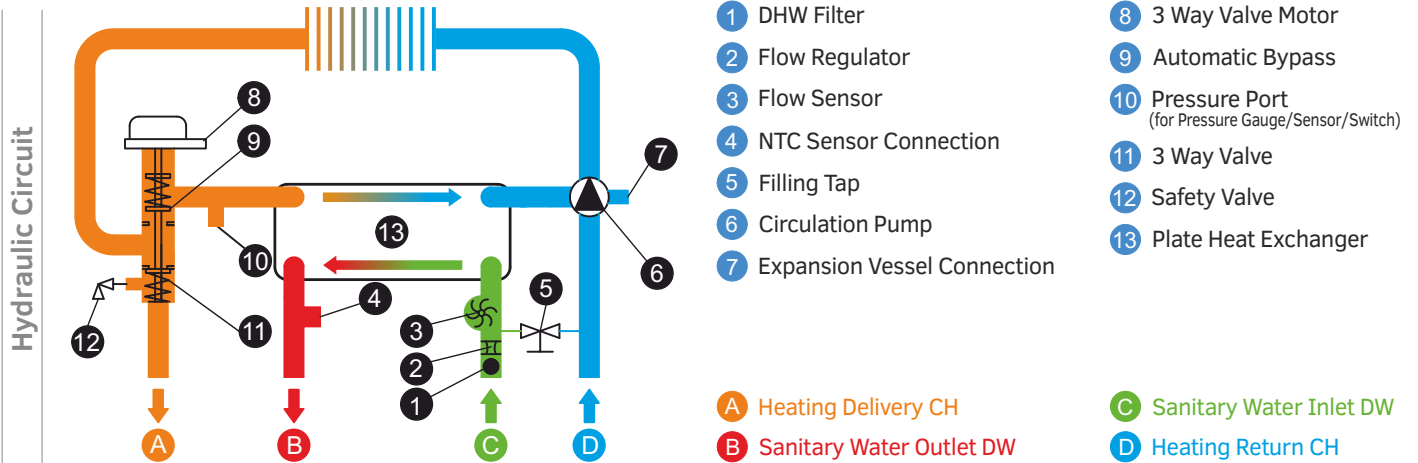 Hydraulic Circuit
8
9
7
13
10
6
5
4
3
11
12
2
1
A
B
C
D
1 DHW Filter
2 Flow Regulator
3 Flow Sensor
4 NTC Sensor Connection
5 Filling Tap
6 Circulation Pump
7 Expansion Vessel Connection
8 3 Way Valve Motor
9 Automatic Bypass
10 Pressure Port
(for Pressure Gauge/Sensor/Switch)
11 3 Way Valve
12 Safety Valve
13 Plate Heat Exchanger
A Heating Delivery CH
B Sanitary Water Outlet DW
C Sanitary Water Inlet DW
D Heating Return CH